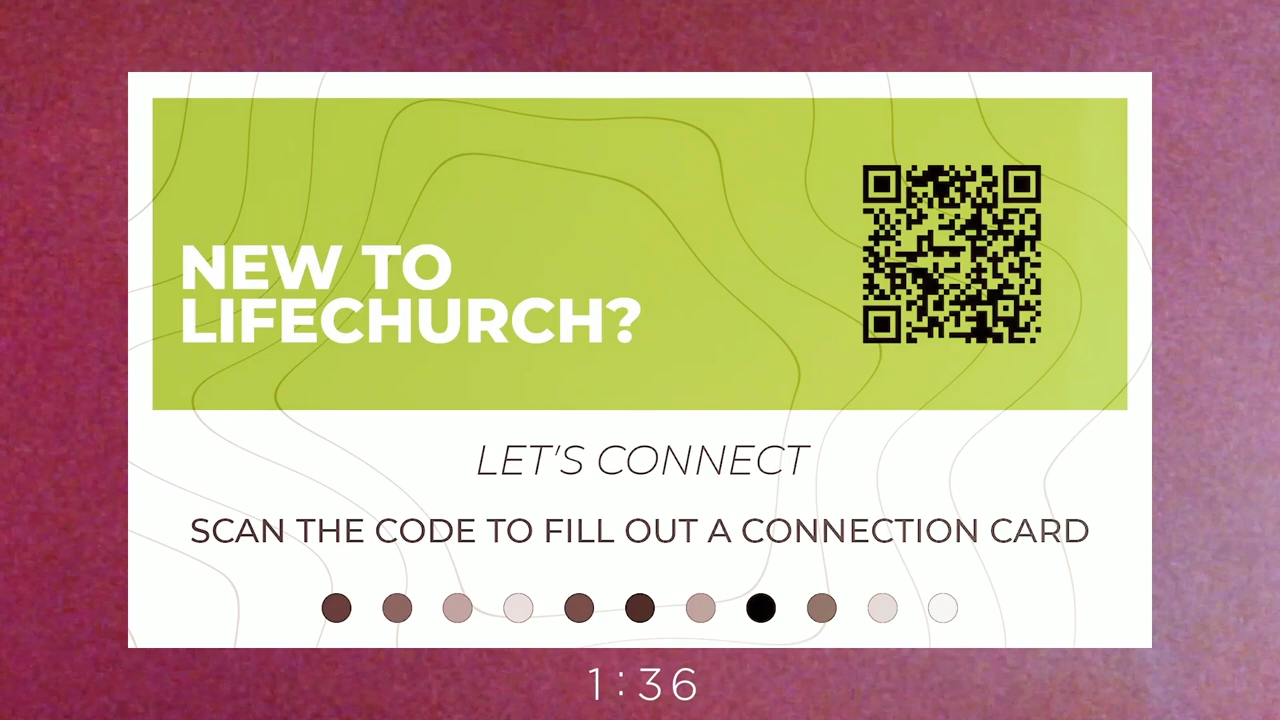 NEW TO
LIFECHURCH?
LET'S CONNECT
SCAN THE CODE TO FILL OUT A CONNECTION CARD
1:36